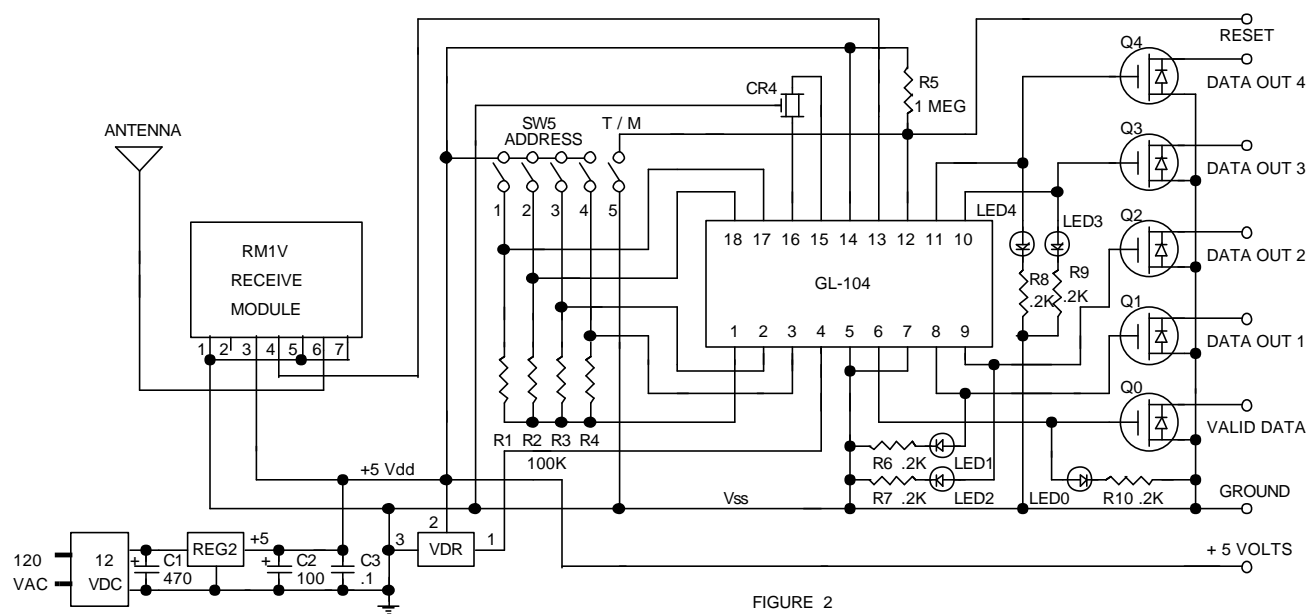 RESET
Q4
DATA OUT 4
CR4
R5
1 MEG
ANTENNA
SW5
ADDRESS
T / M
Q3
DATA OUT 3
1 2 3 4 5
LED4
LED3
18 17 16 15 14 13 12 11 10
Q2
DATA OUT 2
RM1V
RECEIVE
MODULE
GL-104
R8
.2K
R9
.2K
1 2 3 4 5 6 7
1 2 3 4 5 6 7 8 9
Q1
DATA OUT 1
Q0
VALID DATA
R1 R2 R3 R4
100K
R6 .2K
LED1
+5 Vdd
R7 .2K
LED2
LED0
R10 .2K
Vss
GROUND
2
3
VDR
1
120
VAC
12
VDC
+
C1
470
REG2
+5
+
C2
100
C3
.1
+ 5 VOLTS
FIGURE 2